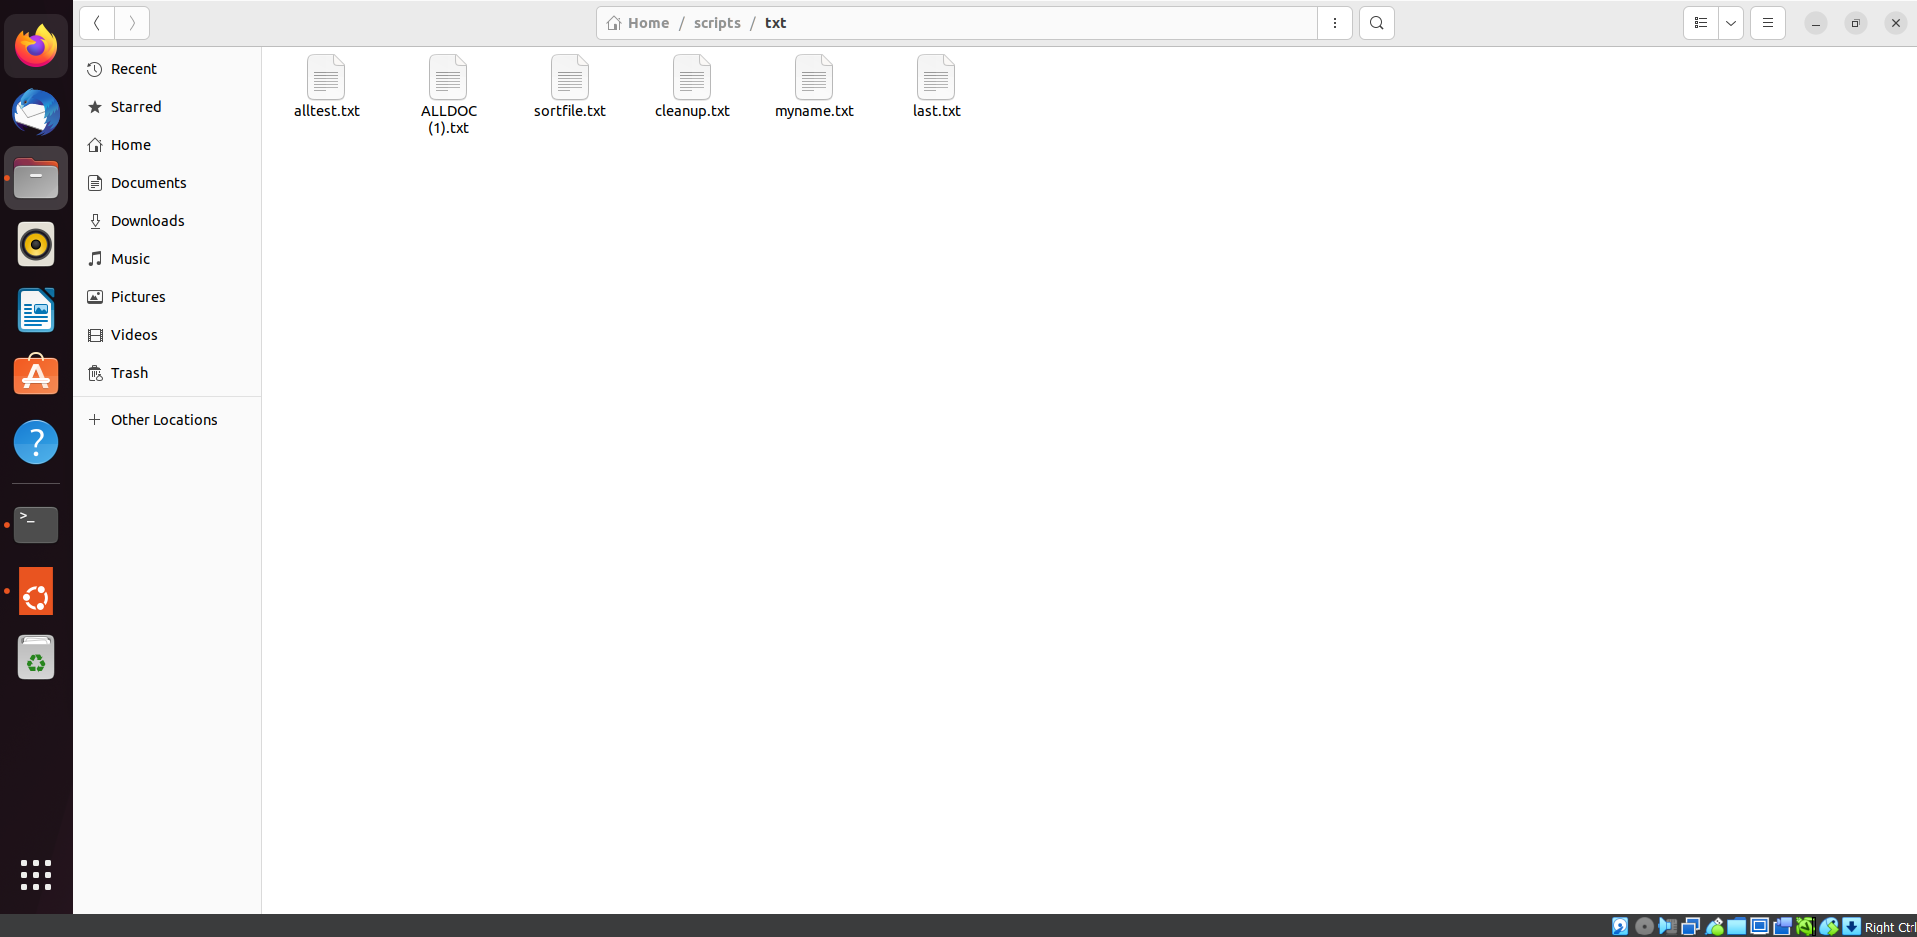 Home / scripts / txt
Recent
Starred
Home
Documents
Downloads
Music
Pictures
Videos
Trash
Other Locations
alltest.txt
ALLDOC
(1).txt
sortfile.txt
cleanup.txt
myname.txt
last.txt
Right Ctrl